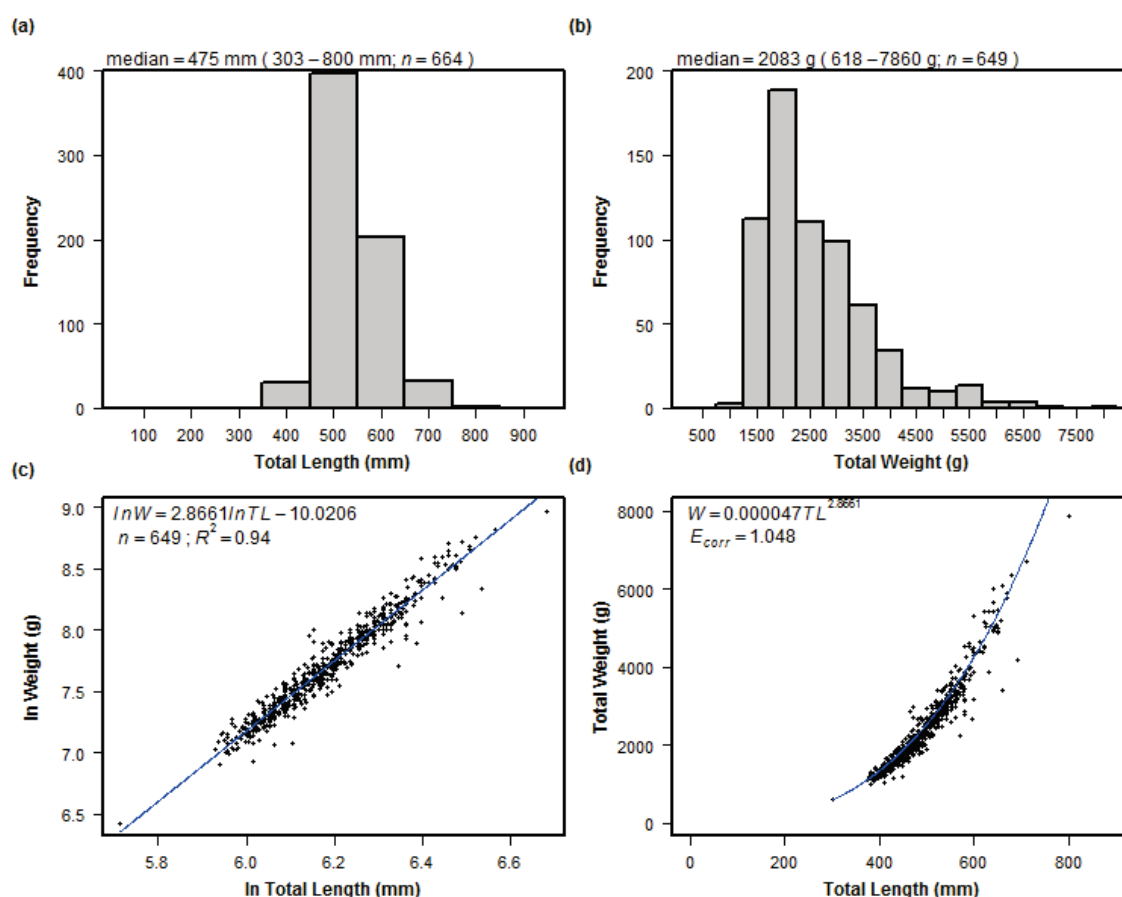 (a)
median = 475 mm ( 303 – 800 mm; n = 664 )
400
300
200
100
0
Frequency
100 200 300 400 500 600 700 800 900
Total Length (mm)
(b)
median = 2083 g ( 618 – 7860 g; n = 649 )
200
150
100
50
0
Frequency
500 1500 2500 3500 4500 5500 6500 7500
Total Weight (g)
(c)
lnW = 2.8661lnTL – 10.0206
n = 649 ; R² = 0.94
9.0
8.5
8.0
7.5
7.0
6.5
ln Weight (g)
5.8 6.0 6.2 6.4 6.6
ln Total Length (mm)
(d)
W = 0.000047TL^2.8661
E_corr = 1.048
8000
6000
4000
2000
0
Total Weight (g)
0 200 400 600 800
Total Length (mm)